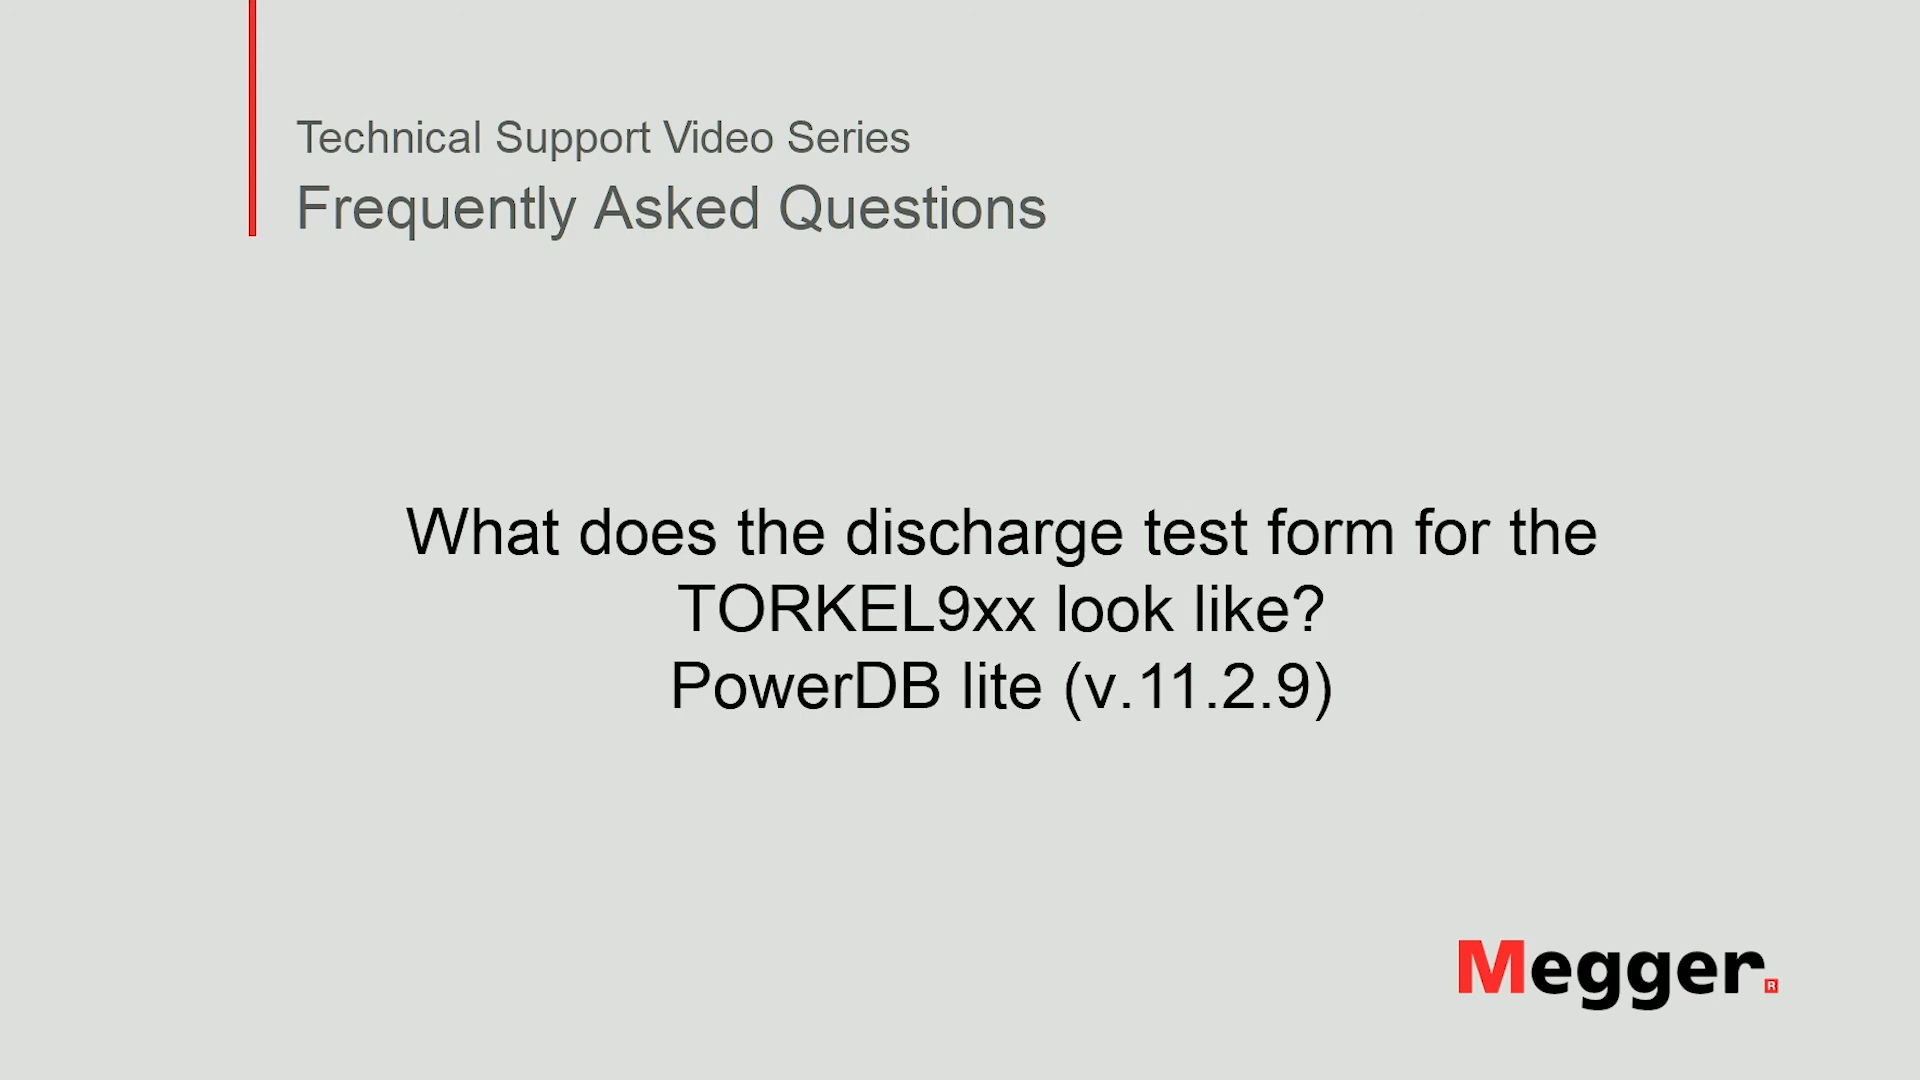 Technical Support Video Series
Frequently Asked Questions
What does the discharge test form for the
TORKEL9xx look like?
PowerDB lite (v.11.2.9)
Megger®